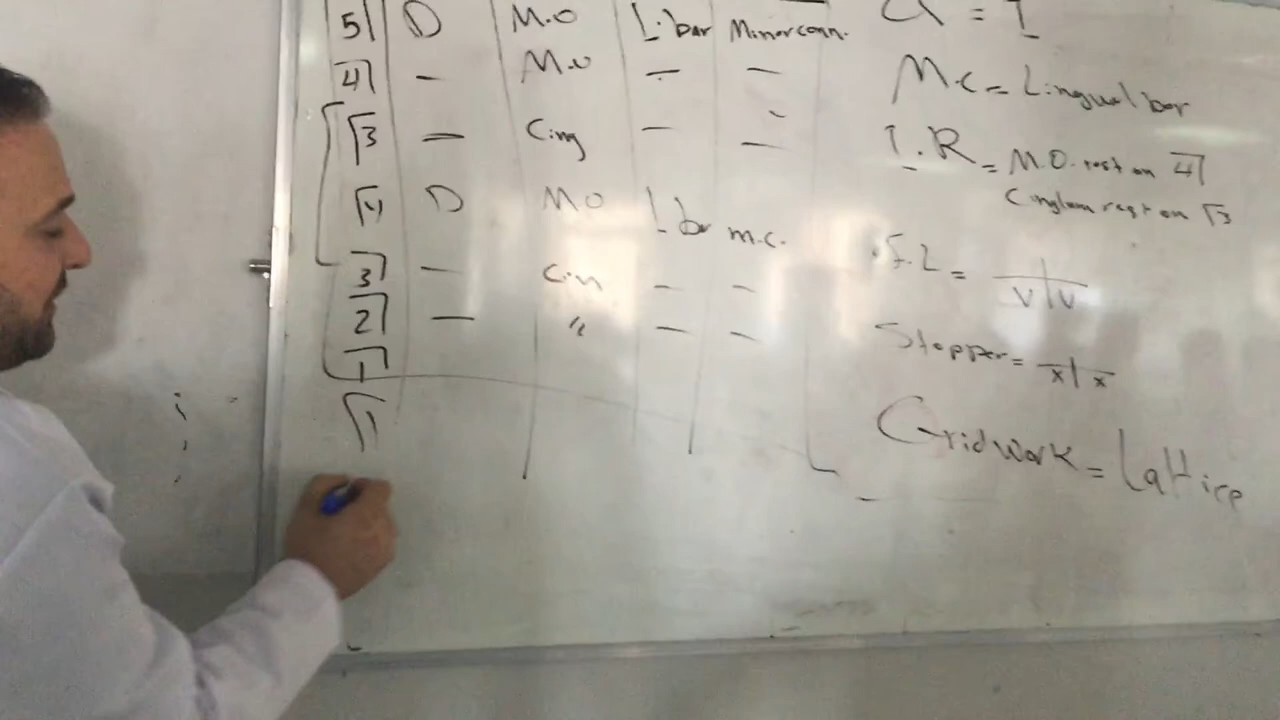 5 D M.O L.bar Minor conn.
4 — M.O — —
3 — Cing — —
4 D M.O L.bar m.c.
3 — Cin — —
2 — " — —
1
1
Cl = I
M.C = Lingual bar
I.R = M.O. rest on 4
Cingulum rest on 3
F.L = v | v
Stopper = x | x
Gridwork = Lattice